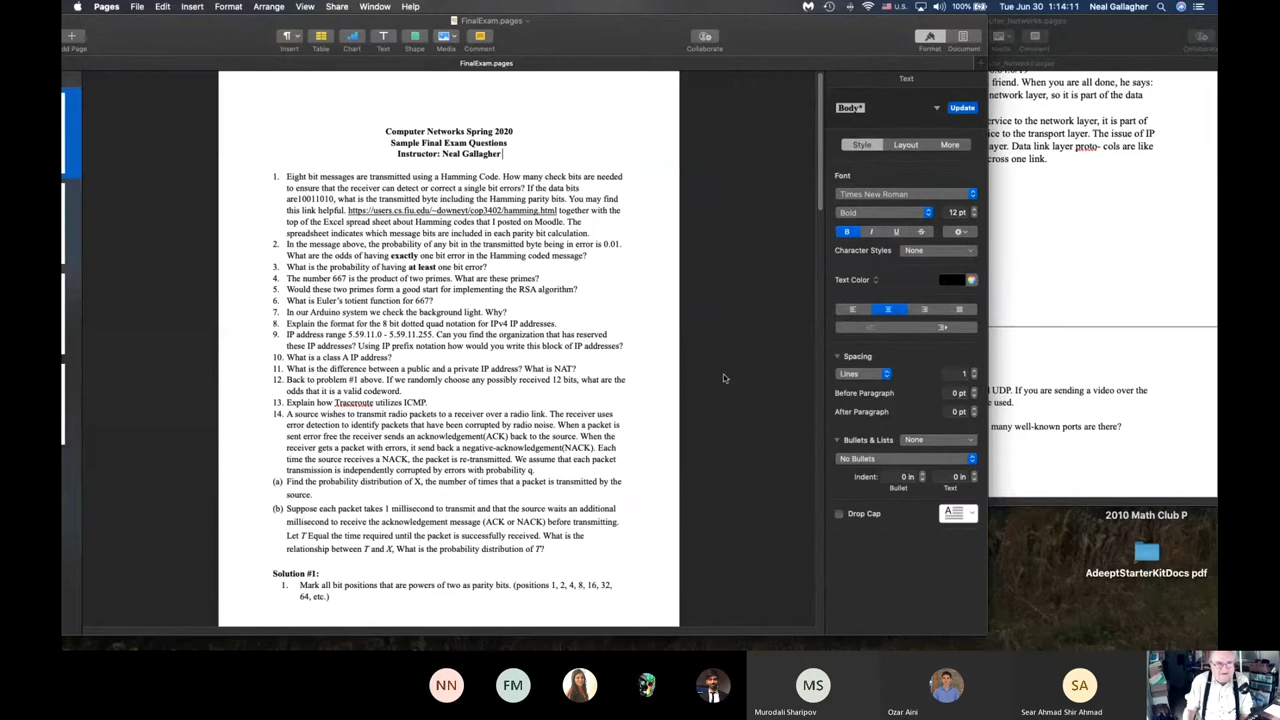 Pages File Edit Insert Format Arrange View Share Window Help
100% Tue Jun 30 1:14:11 Neal Gallagher
FinalExam.pages
Add Page
Insert Table Chart Text Shape Media Comment Collaborate Format Document
FinalExam.pages
Computer Networks Spring 2020
Sample Final Exam Questions
Instructor: Neal Gallagher
1. Eight bit messages are transmitted using a Hamming Code. How many check bits are needed
to ensure that the receiver can detect or correct a single bit errors? If the data bits
are10011010, what is the transmitted byte including the Hamming parity bits. You may find
this link helpful. https://users.cs.fiu.edu/~downeyt/cop3402/hamming.html together with the
top of the Excel spread sheet about Hamming codes that I posted on Moodle. The
spreadsheet indicates which message bits are included in each parity bit calculation.
2. In the message above, the probability of any bit in the transmitted byte being in error is 0.01.
What are the odds of having exactly one bit error in the Hamming coded message?
3. What is the probability of having at least one bit error?
4. The number 667 is the product of two primes. What are these primes?
5. Would these two primes form a good start for implementing the RSA algorithm?
6. What is Euler's totient function for 667?
7. In our Arduino system we check the background light. Why?
8. Explain the format for the 8 bit dotted quad notation for IPv4 IP addresses.
9. IP address range 5.59.11.0 - 5.59.11.255. Can you find the organization that has reserved
these IP addresses? Using IP prefix notation how would you write this block of IP addresses?
10. What is a class A IP address?
11. What is the difference between a public and a private IP address? What is NAT?
12. Back to problem #1 above. If we randomly choose any possibly received 12 bits, what are the
odds that it is a valid codeword.
13. Explain how Traceroute utilizes ICMP.
14. A source wishes to transmit radio packets to a receiver over a radio link. The receiver uses
error detection to identify packets that have been corrupted by radio noise. When a packet is
sent error free the receiver sends an acknowledgement(ACK) back to the source. When the
receiver gets a packet with errors, it send back a negative-acknowledgement(NACK). Each
time the source receives a NACK, the packet is re-transmitted. We assume that each packet
transmission is independently corrupted by errors with probability q.
(a) Find the probability distribution of X, the number of times that a packet is transmitted by the
source.
(b) Suppose each packet takes 1 millisecond to transmit and that the source waits an additional
millisecond to receive the acknowledgement message (ACK or NACK) before transmitting.
Let T Equal the time required until the packet is successfully received. What is the
relationship between T and X, What is the probability distribution of T?
Solution #1:
1. Mark all bit positions that are powers of two as parity bits. (positions 1, 2, 4, 8, 16, 32,
64, etc.)
Text
Body* Update
Style Layout More
Font
Times New Roman
Bold 12 pt
B I U S
Character Styles None
Text Color
Spacing
Lines 1
Before Paragraph 0 pt
After Paragraph 0 pt
Bullets & Lists None
No Bullets
Indent: 0 in 0 in
Bullet Text
Drop Cap
friend. When you are all done, he says:
network layer, so it is part of the data
ervice to the network layer, it is part of
ice to the transport layer. The issue of IP
ayer. Data link layer proto- cols are like
cross one link.
UDP. If you are sending a video over the
e used.
many well-known ports are there?
2010 Math Club P
AdeeptStarterKitDocs pdf
NN FM MS SA
Murodali Sharipov Ozar Aini Sear Ahmad Shir Ahmad